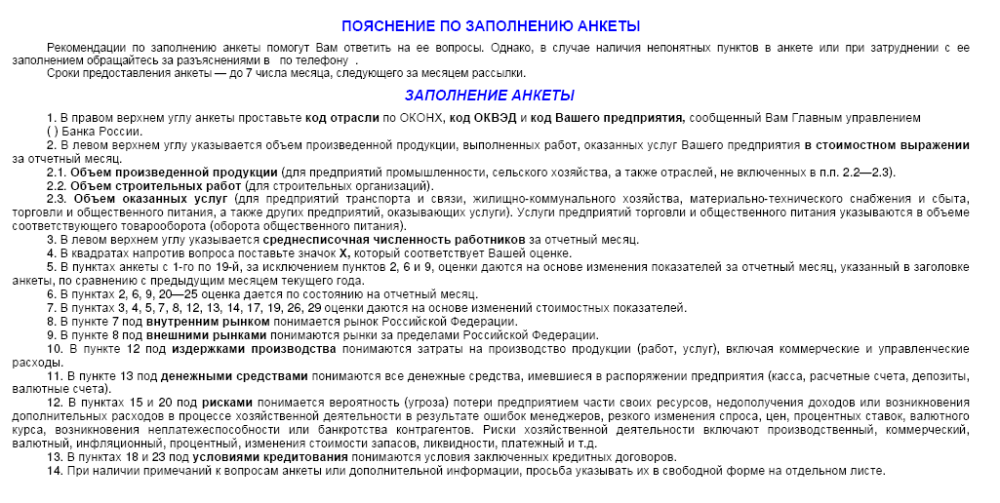 ПОЯСНЕНИЕ ПО ЗАПОЛНЕНИЮ АНКЕТЫ
Рекомендации по заполнению анкеты помогут Вам ответить на ее вопросы. Однако, в случае наличия непонятных пунктов в анкете или при затруднении с ее
заполнением обращайтесь за разъяснениями в по телефону .
Сроки предоставления анкеты — до 7 числа месяца, следующего за месяцем рассылки.
ЗАПОЛНЕНИЕ АНКЕТЫ
1. В правом верхнем углу анкеты проставьте код отрасли по ОКОНХ, код ОКВЭД и код Вашего предприятия, сообщенный Вам Главным управлением
( ) Банка России.
2. В левом верхнем углу указывается объем произведенной продукции, выполненных работ, оказанных услуг Вашего предприятия в стоимостном выражении
за отчетный месяц.
2.1. Объем произведенной продукции (для предприятий промышленности, сельского хозяйства, а также отраслей, не включенных в п.п. 2.2—2.3).
2.2. Объем строительных работ (для строительных организаций).
2.3. Объем оказанных услуг (для предприятий транспорта и связи, жилищно-коммунального хозяйства, материально-технического снабжения и сбыта,
торговли и общественного питания, а также других предприятий, оказывающих услуги). Услуги предприятий торговли и общественного питания указываются в объеме
соответствующего товарооборота (оборота общественного питания).
3. В левом верхнем углу указывается среднесписочная численность работников за отчетный месяц.
4. В квадратах напротив вопроса поставьте значок X, который соответствует Вашей оценке.
5. В пунктах анкеты с 1-го по 19-й, за исключением пунктов 2, 6 и 9, оценки даются на основе изменения показателей за отчетный месяц, указанный в заголовке
анкеты, по сравнению с предыдущим месяцем текущего года.
6. В пунктах 2, 6, 9, 20—25 оценка дается по состоянию на отчетный месяц.
7. В пунктах 3, 4, 5, 7, 8, 12, 13, 14, 17, 19, 26, 29 оценки даются на основе изменений стоимостных показателей.
8. В пункте 7 под внутренним рынком понимается рынок Российской Федерации.
9. В пункте 8 под внешними рынками понимаются рынки за пределами Российской Федерации.
10. В пункте 12 под издержками производства понимаются затраты на производство продукции (работ, услуг), включая коммерческие и управленческие
расходы.
11. В пункте 13 под денежными средствами понимаются все денежные средства, имевшиеся в распоряжении предприятия (касса, расчетные счета, депозиты,
валютные счета).
12. В пунктах 15 и 20 под рисками понимается вероятность (угроза) потери предприятием части своих ресурсов, недополучения доходов или возникновения
дополнительных расходов в процессе хозяйственной деятельности в результате ошибок менеджеров, резкого изменения спроса, цен, процентных ставок, валютного
курса, возникновения неплатежеспособности или банкротства контрагентов. Риски хозяйственной деятельности включают производственный, коммерческий,
валютный, инфляционный, процентный, изменения стоимости запасов, ликвидности, платежный и т.д.
13. В пунктах 18 и 23 под условиями кредитования понимаются условия заключенных кредитных договоров.
14. При наличии примечаний к вопросам анкеты или дополнительной информации, просьба указывать их в свободной форме на отдельном листе.